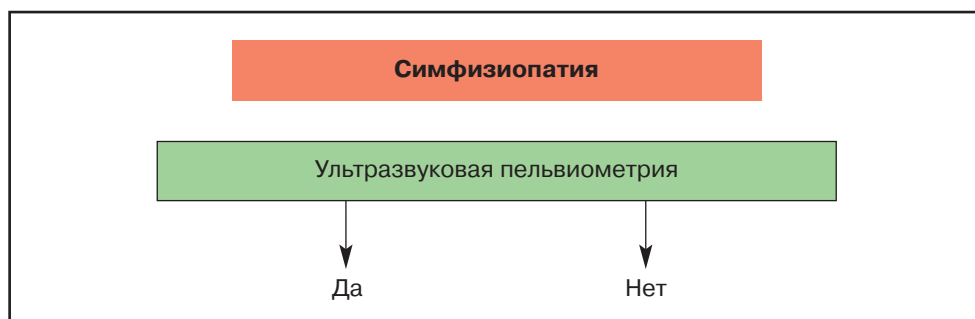 Симфизиопатия
Ультразвуковая пельвиометрия
Да Нет